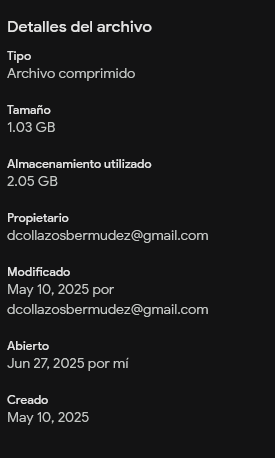 Detalles del archivo
Tipo
Archivo comprimido
Tamaño
1.03 GB
Almacenamiento utilizado
2.05 GB
Propietario
dcollazosbermudez@gmail.com
Modificado
May 10, 2025 por
dcollazosbermudez@gmail.com
Abierto
Jun 27, 2025 por mí
Creado
May 10, 2025